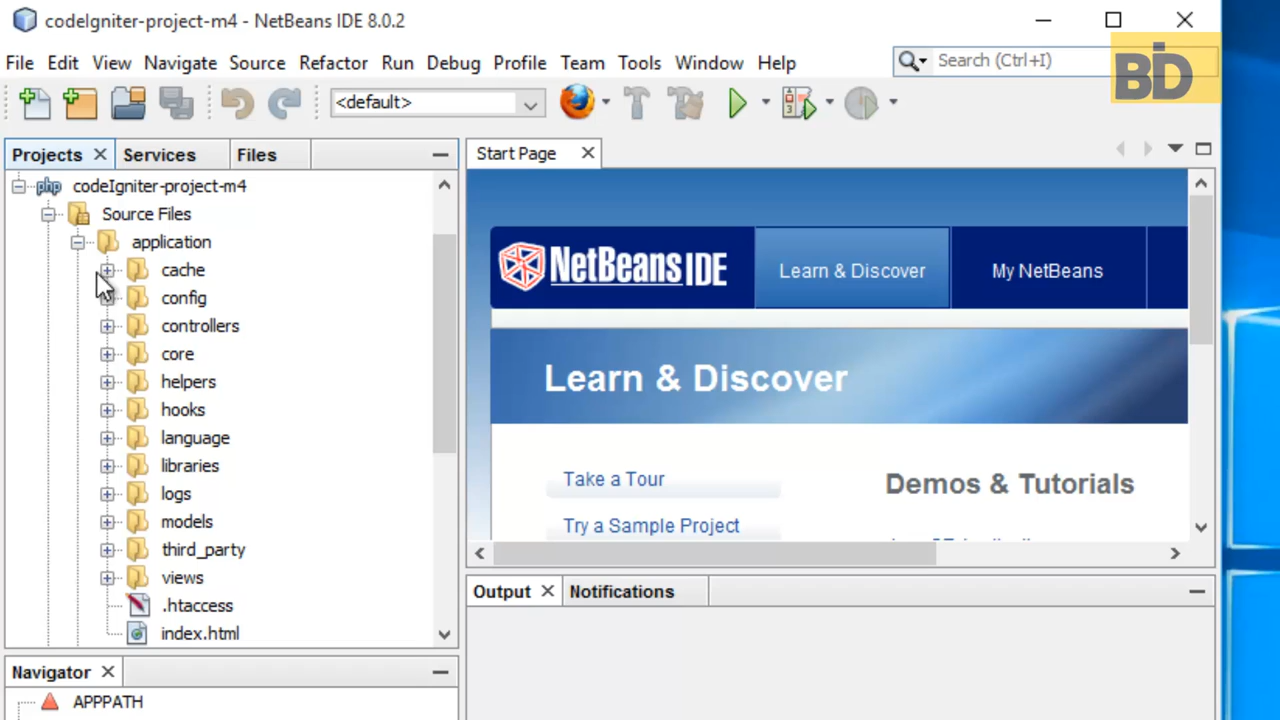 codeIgniter-project-m4 - NetBeans IDE 8.0.2
File Edit View Navigate Source Refactor Run Debug Profile Team Tools Window Help
Search (Ctrl+I)
BiD
<default>
Projects Services Files
Start Page
php codeIgniter-project-m4
Source Files
application
cache
config
controllers
core
helpers
hooks
language
libraries
logs
models
third_party
views
.htaccess
index.html
NetBeans IDE
Learn & Discover
My NetBeans
Learn & Discover
Take a Tour
Try a Sample Project
Demos & Tutorials
Output Notifications
Navigator
APPPATH